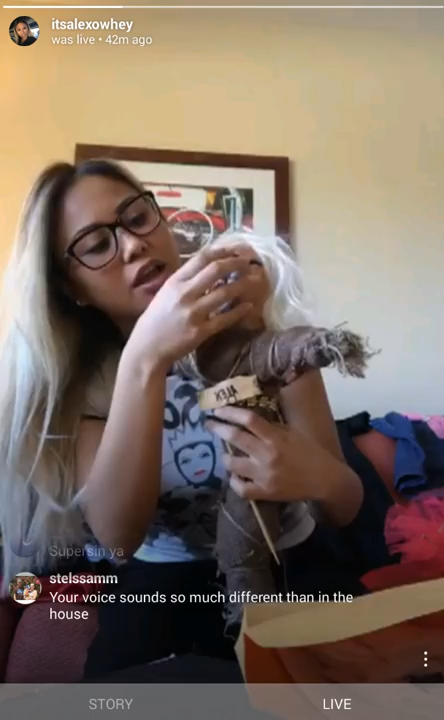 itsalexowhey
was live • 42m ago
ALEX
Supersin ya
stelssamm
Your voice sounds so much different than in the
house
STORY
LIVE